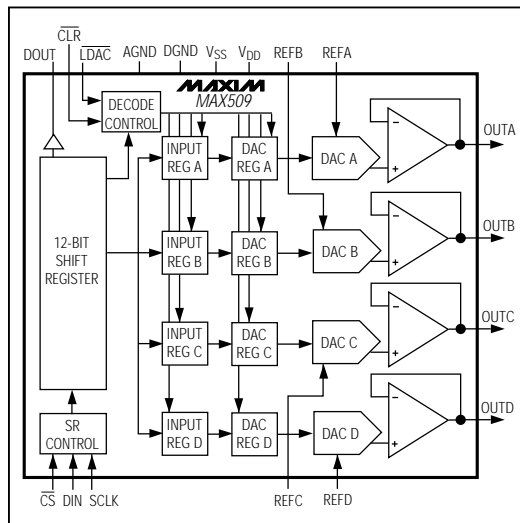 CLR
DOUT
LDAC
AGND
DGND
VSS
VDD
REFB
REFA
MAXIM
MAX509
DECODE
CONTROL
INPUT
REG A
DAC
REG A
DAC A
−
+
OUTA
12-BIT
SHIFT
REGISTER
INPUT
REG B
DAC
REG B
DAC B
−
+
OUTB
INPUT
REG C
DAC
REG C
DAC C
−
+
OUTC
SR
CONTROL
INPUT
REG D
DAC
REG D
DAC D
−
+
OUTD
CS
DIN
SCLK
REFC
REFD